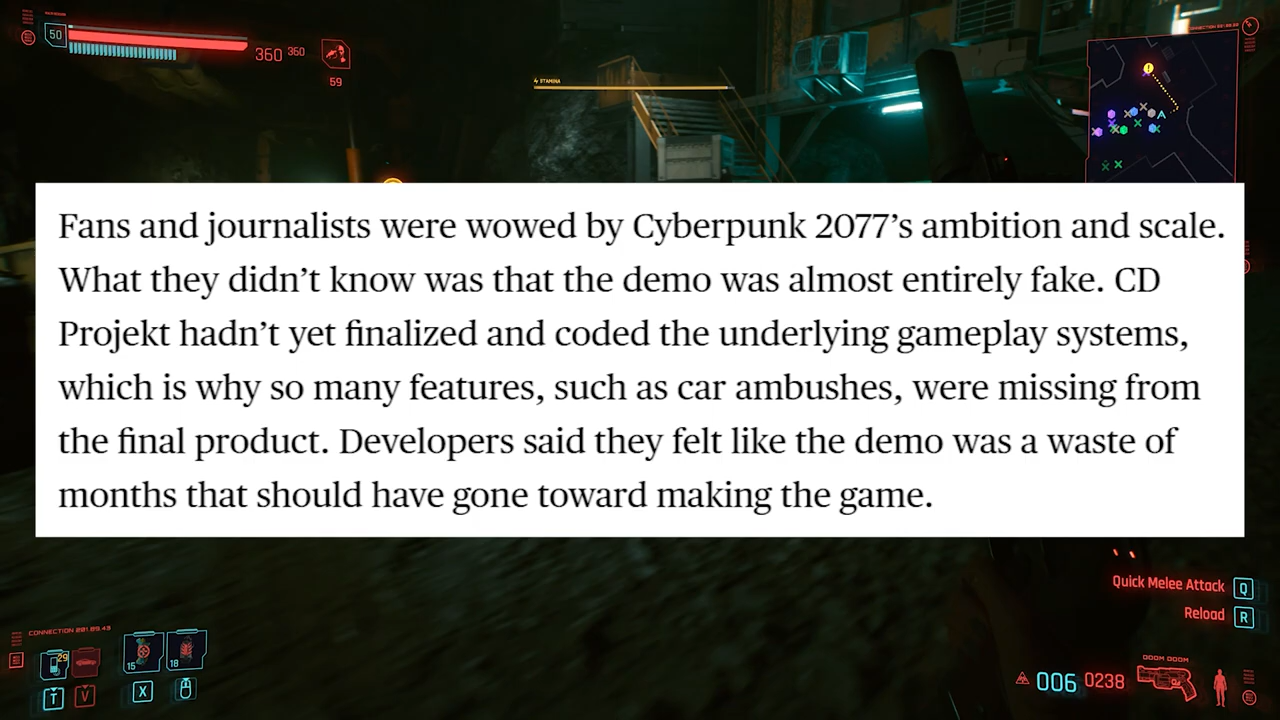 50
360 360
59
STAMINA
Fans and journalists were wowed by Cyberpunk 2077’s ambition and scale.
What they didn’t know was that the demo was almost entirely fake. CD
Projekt hadn’t yet finalized and coded the underlying gameplay systems,
which is why so many features, such as car ambushes, were missing from
the final product. Developers said they felt like the demo was a waste of
months that should have gone toward making the game.
Quick Melee Attack Q
Reload R
29
15
18
T V X
DOOM DOOM
006 0238